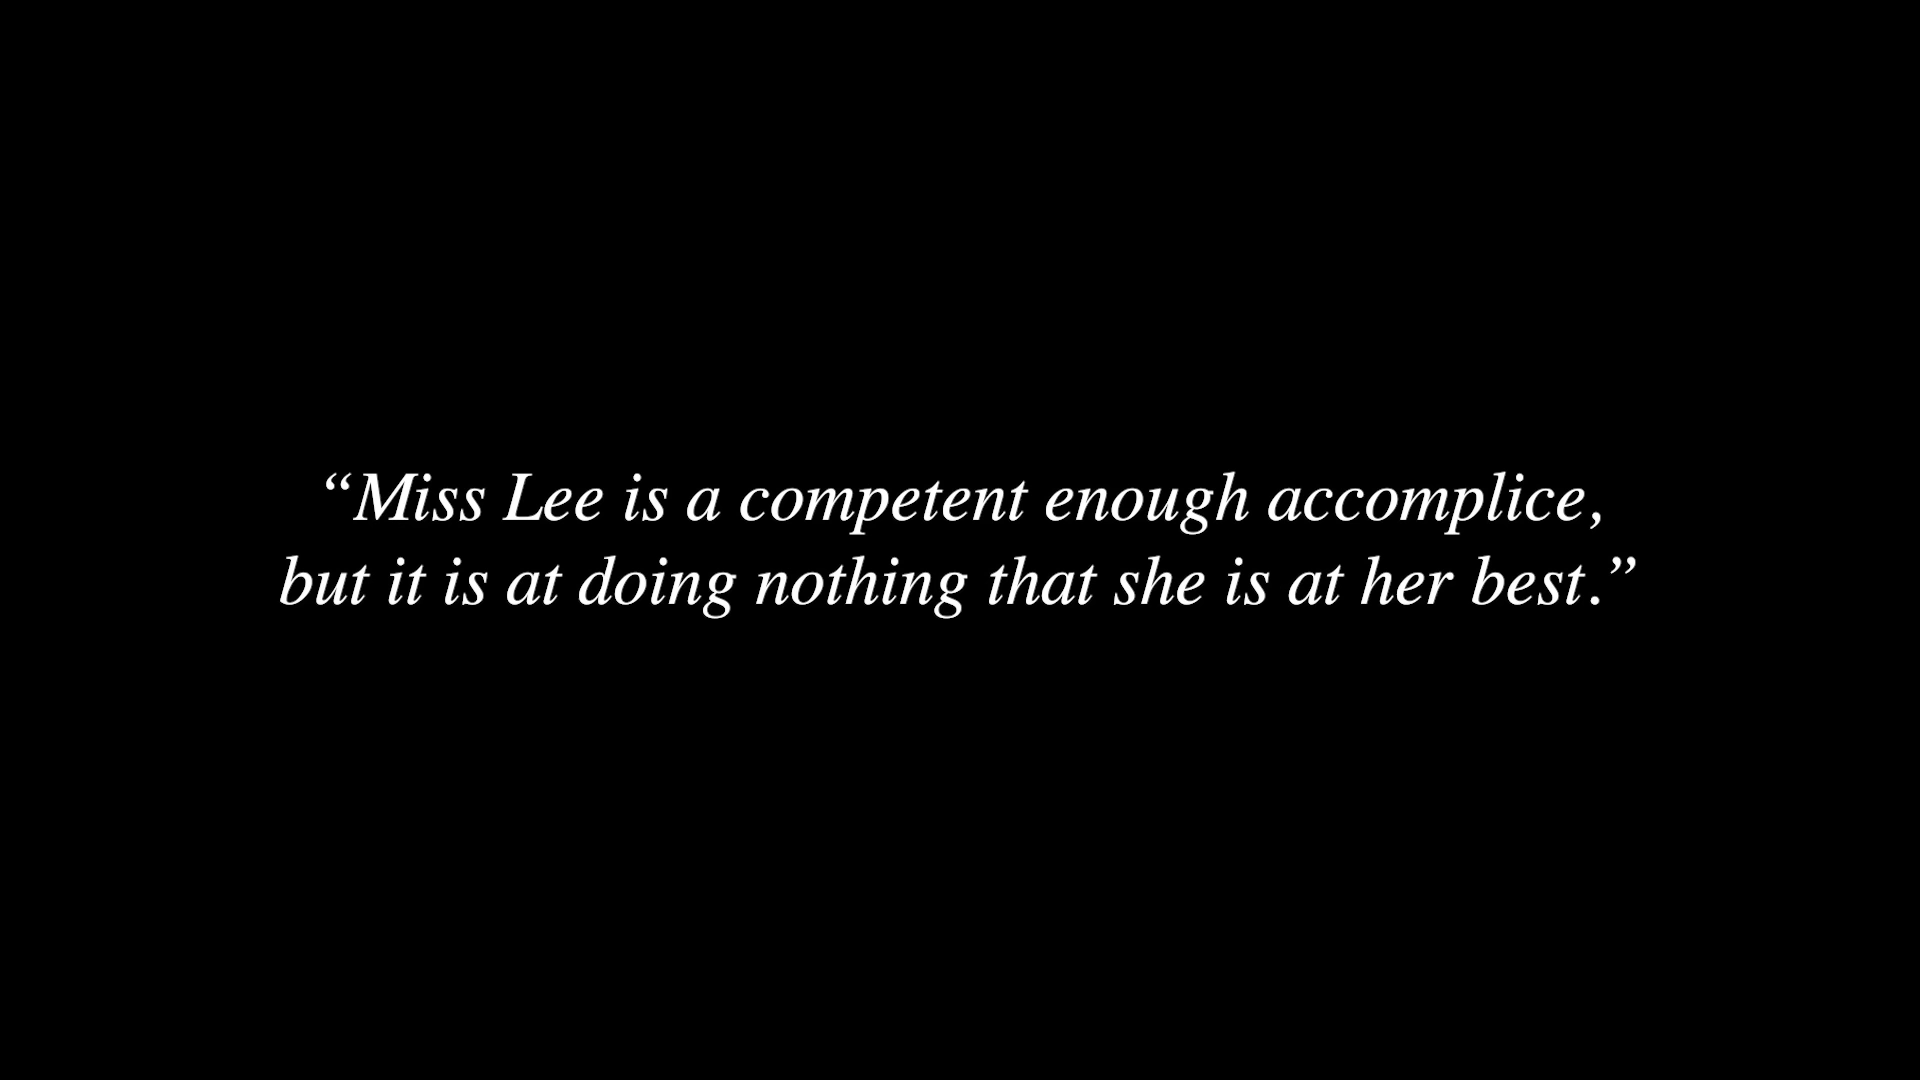 “Miss Lee is a competent enough accomplice,
but it is at doing nothing that she is at her best.”